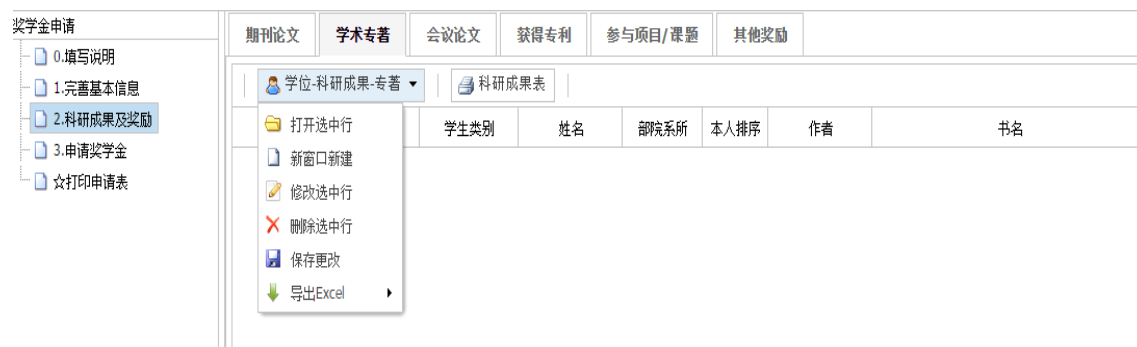 奖学金申请
0.填写说明
1.完善基本信息
2.科研成果及奖励
3.申请奖学金
☆打印申请表
期刊论文 学术专著 会议论文 获得专利 参与项目/课题 其他奖励
学位-科研成果-专著 科研成果表
学生类别 姓名 部院系所 本人排序 作者 书名
打开选中行
新窗口新建
修改选中行
删除选中行
保存更改
导出Excel